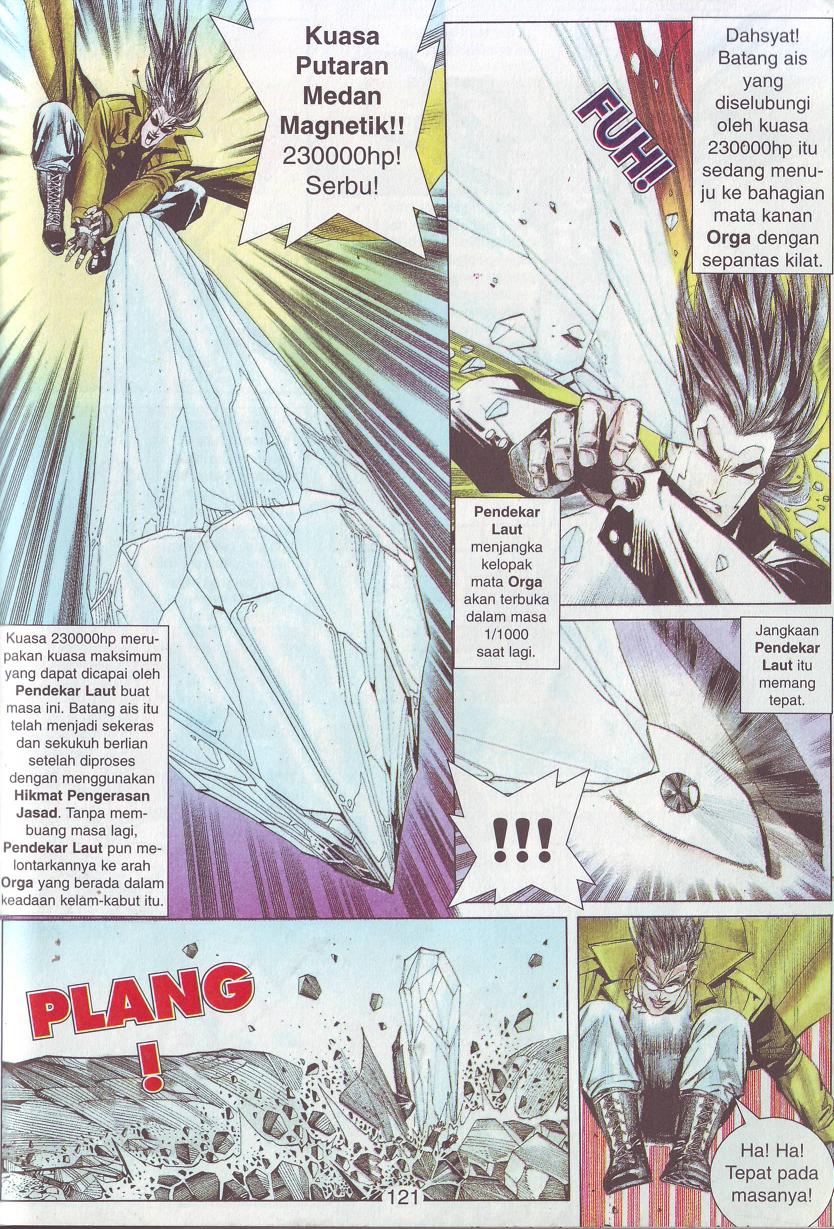 Kuasa
Putaran
Medan
Magnetik!!
230000hp!
Serbu!
Kuasa 230000hp meru-
pakan kuasa maksimum
yang dapat dicapai oleh
Pendekar Laut buat
masa ini. Batang ais itu
telah menjadi sekeras
dan sekukuh berlian
setelah diproses
dengan menggunakan
Hikmat Pengerasan
Jasad. Tanpa mem-
buang masa lagi,
Pendekar Laut pun me-
lontarkannya ke arah
Orga yang berada dalam
keadaan kelam-kabut itu.
Dahsyat!
Batang ais
yang
diselubungi
oleh kuasa
230000hp itu
sedang menu-
ju ke bahagian
mata kanan
Orga dengan
sepantas kilat.
FUH!
Pendekar
Laut
menjangka
kelopak
mata Orga
akan terbuka
dalam masa
1/1000
saat lagi.
Jangkaan
Pendekar
Laut itu
memang
tepat.
!!!
PLANG
!
Ha! Ha!
Tepat pada
masanya!
121